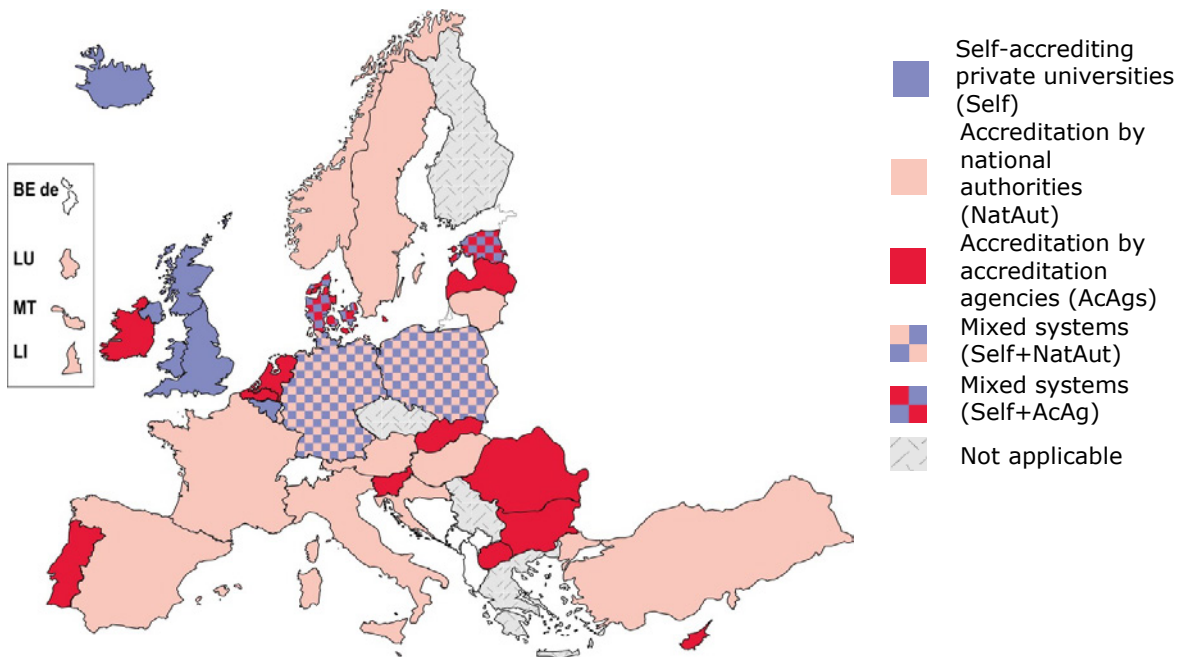 BE de
LU
MT
LI
Self-accrediting
private universities
(Self)
Accreditation by
national
authorities
(NatAut)
Accreditation by
accreditation
agencies (AcAgs)
Mixed systems
(Self+NatAut)
Mixed systems
(Self+AcAg)
Not applicable